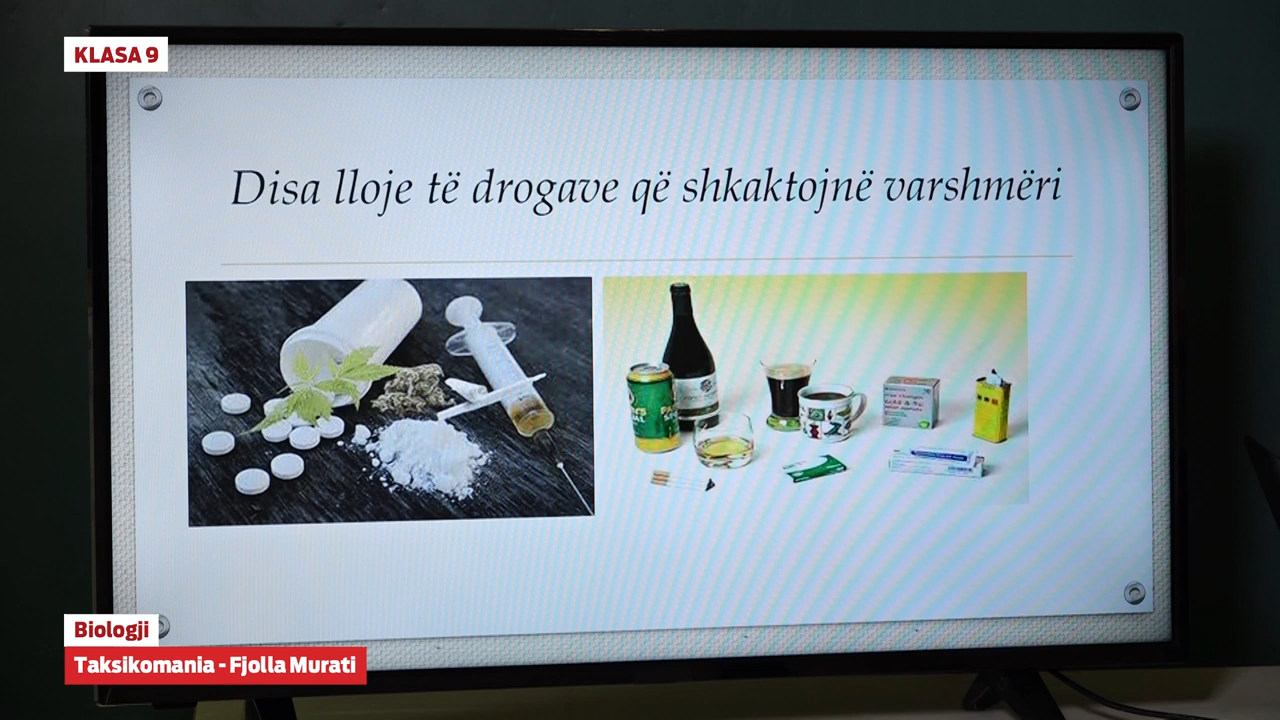 KLASA 9
Disa lloje të drogave që shkaktojnë varshmëri
Biologji
Taksikomania - Fjolla Murati